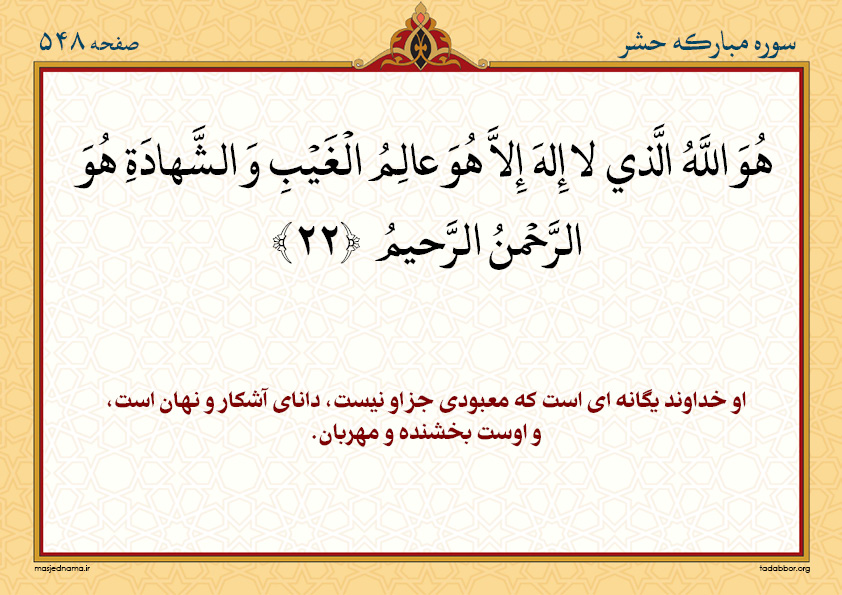 سوره مبارکه حشر
صفحه ۵۴۸
هُوَ اللَّهُ الَّذي لا إِلهَ إِلاَّ هُوَ عالِمُ الْغَيْبِ وَ الشَّهادَةِ هُوَ
الرَّحْمنُ الرَّحيمُ ﴿۲۲﴾
او خداوند یگانه ای است که معبودی جز او نیست، دانای آشکار و نهان است،
و اوست بخشنده و مهربان.
masjednama.ir
tadabbor.org